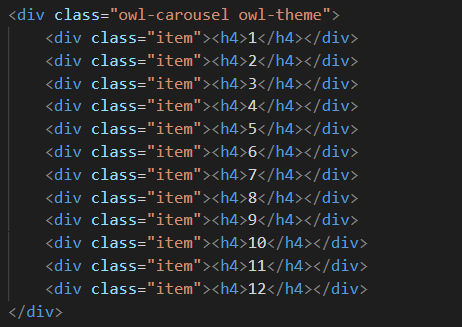 <div class="owl-carousel owl-theme">
    <div class="item"><h4>1</h4></div>
    <div class="item"><h4>2</h4></div>
    <div class="item"><h4>3</h4></div>
    <div class="item"><h4>4</h4></div>
    <div class="item"><h4>5</h4></div>
    <div class="item"><h4>6</h4></div>
    <div class="item"><h4>7</h4></div>
    <div class="item"><h4>8</h4></div>
    <div class="item"><h4>9</h4></div>
    <div class="item"><h4>10</h4></div>
    <div class="item"><h4>11</h4></div>
    <div class="item"><h4>12</h4></div>
</div>